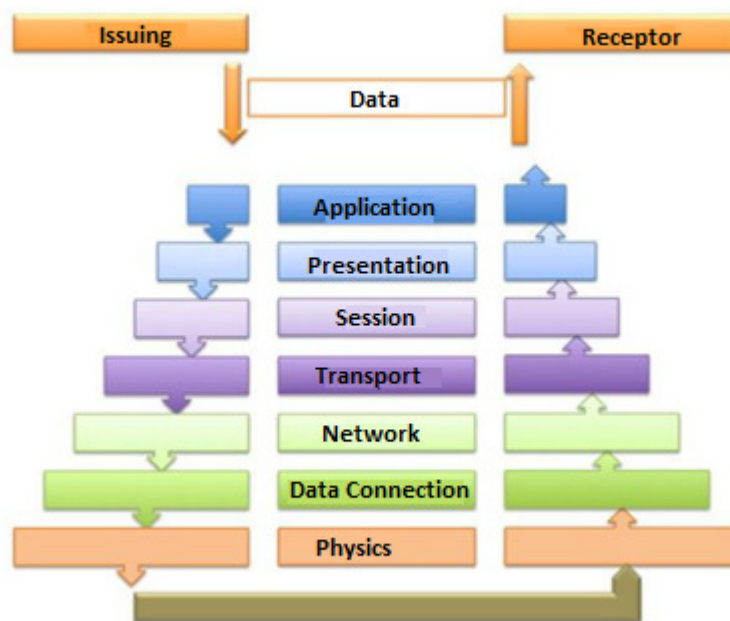 Issuing
Receptor
Data
Application
Presentation
Session
Transport
Network
Data Connection
Physics